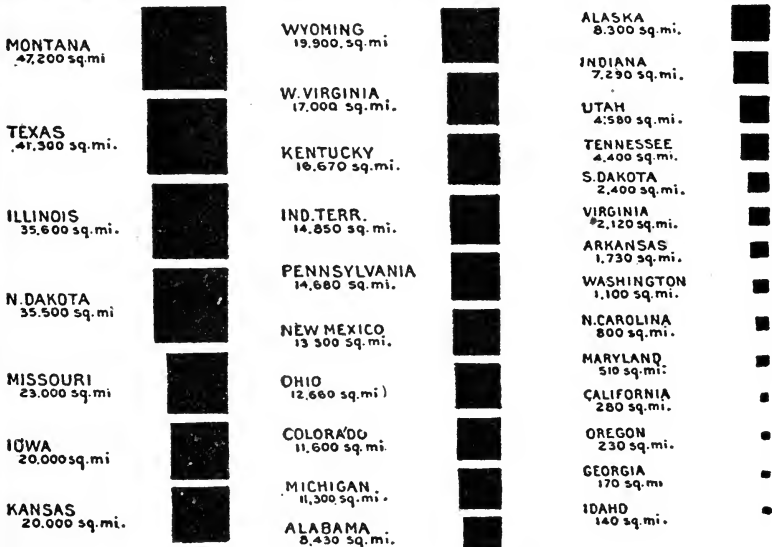 MONTANA
47,200 sq.mi
TEXAS
41,300 sq.mi.
ILLINOIS
35,600 sq.mi.
N.DAKOTA
35,500 sq.mi
MISSOURI
23.000 sq.mi
IOWA
20.000 sq.mi
KANSAS
20.000 sq.mi.
WYOMING
19,900, sq.mi
W.VIRGINIA
17.000 sq.mi.
KENTUCKY
16,670 sq.mi.
IND.TERR.
14,850 sq.mi.
PENNSYLVANIA
14,680 sq.mi.
NEW MEXICO
13 300 sq.mi.
OHIO
12,660 sq.mi)
COLORADO
11,600 sq.mi.
MICHIGAN
11,300 sq.mi.
ALABAMA
8,430 sq.mi.
ALASKA
8.300 sq.mi.
INDIANA
7,290 sq.mi.
UTAH
4,580 sq.mi.
TENNESSEE
4,400 sq.mi.
S.DAKOTA
2,400 sq.mi.
VIRGINIA
2,120 sq.mi.
ARKANSAS
1,730 sq.mi.
WASHINGTON
1,100 sq.mi.
N.CAROLINA
800 sq.mi.
MARYLAND
510 sq.mi.
CALIFORNIA
280 sq.mi.
OREGON
230 sq.mi.
GEORGIA
170 sq.mi
IDAHO
140 sq.mi.